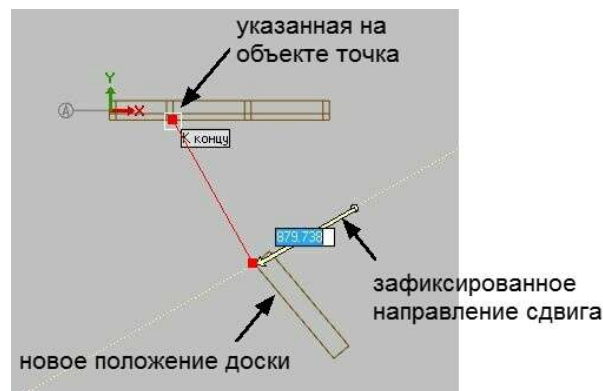 указанная на
объекте точка
Y
A
X
К концу
879.738
зафиксированное
направление сдвига
новое положение доски